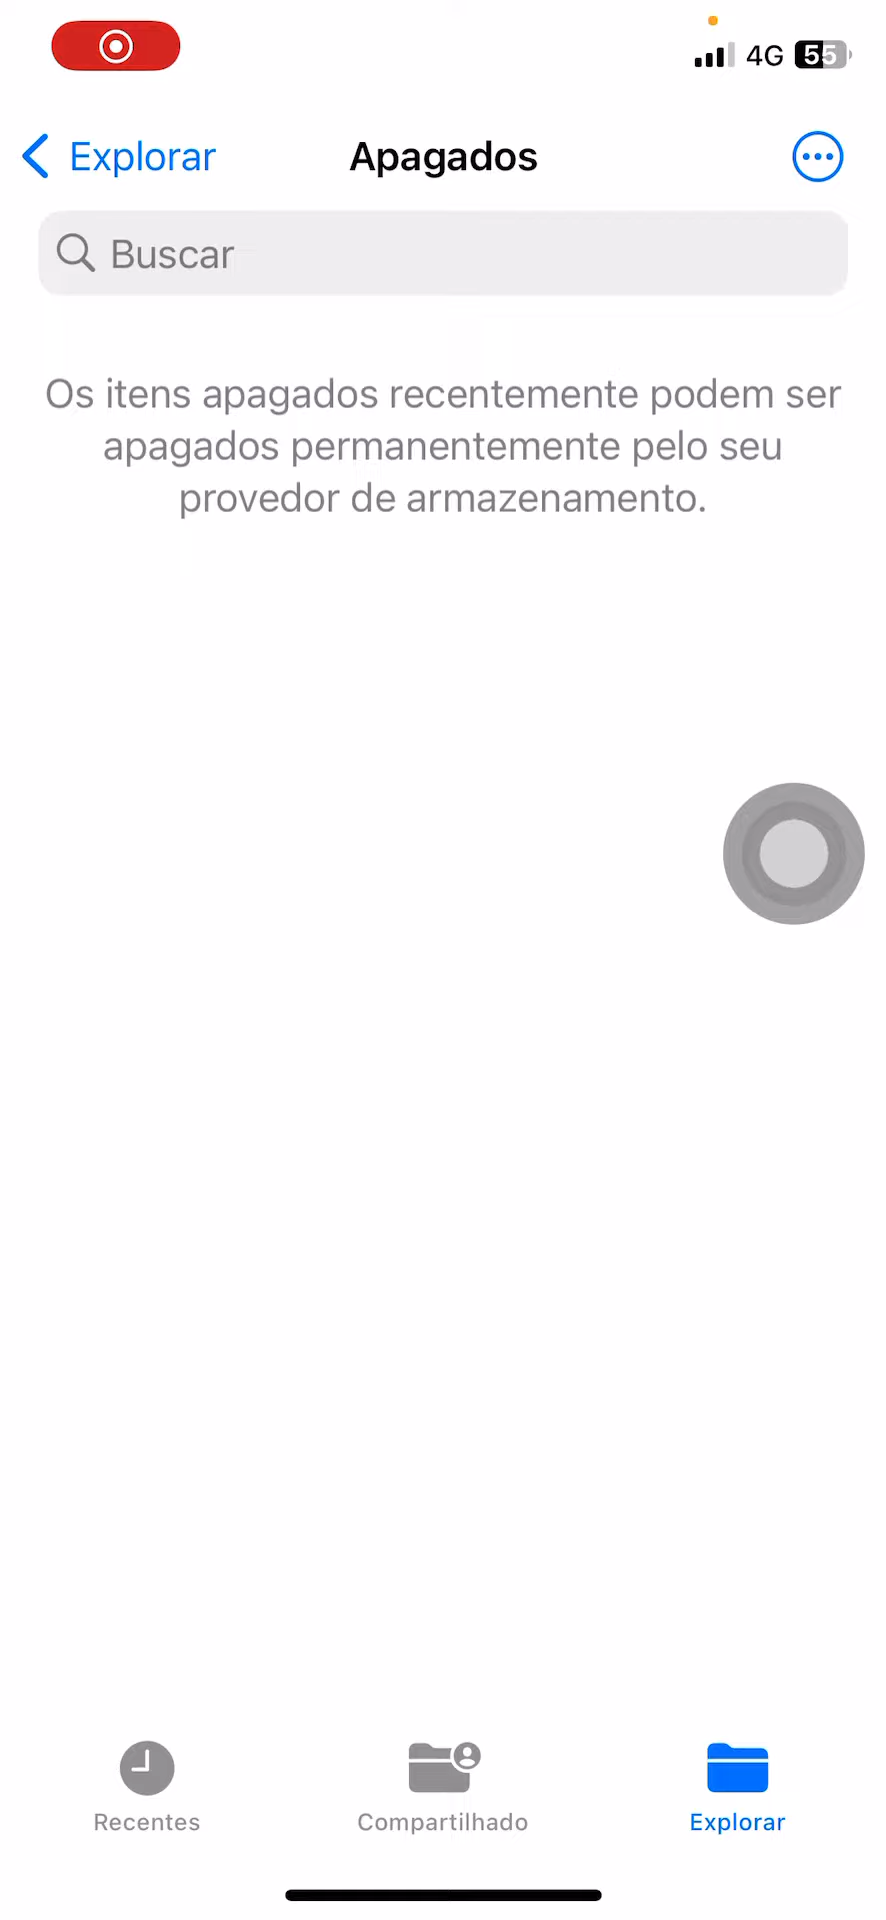 4G 55
Explorar
Apagados
Buscar
Os itens apagados recentemente podem ser
apagados permanentemente pelo seu
provedor de armazenamento.
Recentes
Compartilhado
Explorar